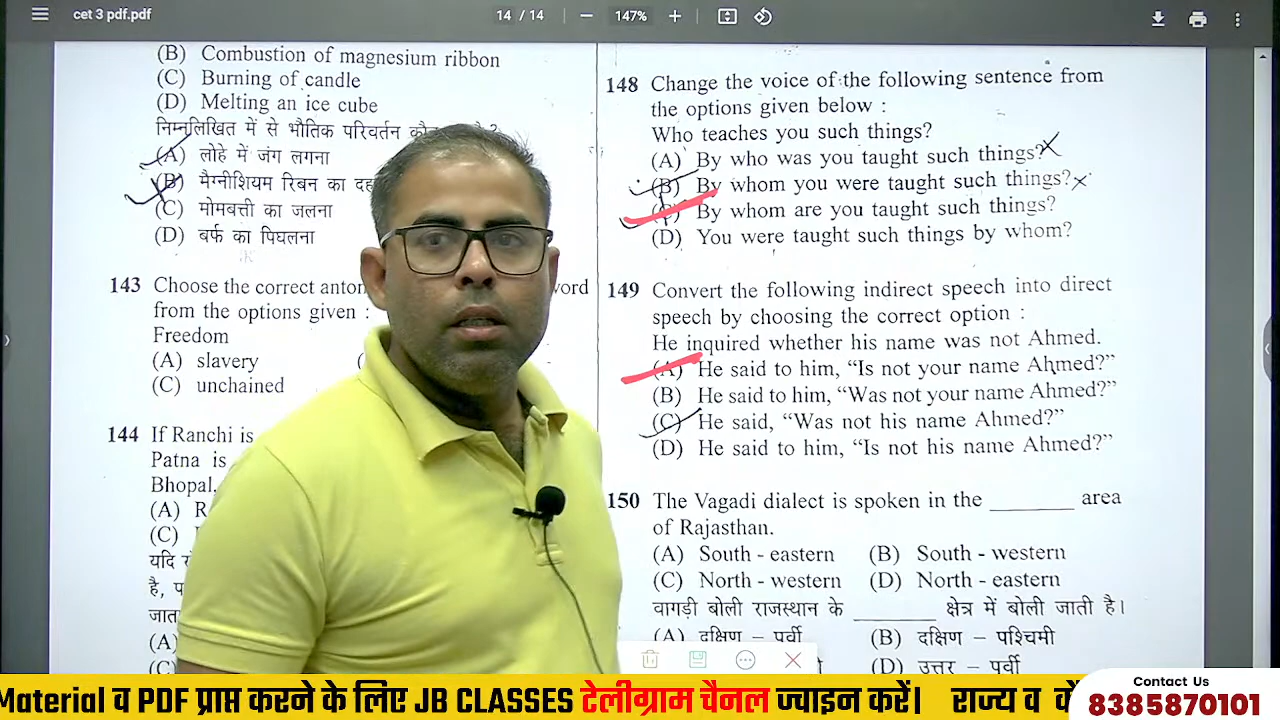 cet 3 pdf.pdf
14 / 14
147%
(B) Combustion of magnesium ribbon
(C) Burning of candle
(D) Melting an ice cube
निम्नलिखित में से भौतिक परिवर्तन
(A) लोहे में जंग लगना
(B) मैग्नीशियम रिबन का
(C) मोमबत्ती का जलना
(D) बर्फ का पिघलना
143 Choose the correct
from the options given :
Freedom
(A) slavery
(C) unchained
144 If Ranchi is
Patna is
Bhopal,
(A)
(C)
यदि
है,
(A)
(C)
148 Change the voice of the following sentence from
the options given below :
Who teaches you such things?
(A) By who was you taught such things?
(B) By whom you were taught such things?
(C) By whom are you taught such things?
(D) You were taught such things by whom?
149 Convert the following indirect speech into direct
speech by choosing the correct option :
He inquired whether his name was not Ahmed.
(A) He said to him, “Is not your name Ahmed?”
(B) He said to him, “Was not your name Ahmed?”
(C) He said, “Was not his name Ahmed?”
(D) He said to him, “Is not his name Ahmed?”
150 The Vagadi dialect is spoken in the ________ area
of Rajasthan.
(A) South - eastern (B) South - western
(C) North - western (D) North - eastern
वागड़ी बोली राजस्थान के ________ क्षेत्र में बोली जाती है।
(A) दक्षिण – पूर्वी (B) दक्षिण – पश्चिमी
(D) उत्तर – पूर्वी
Material व PDF प्राप्त करने के लिए JB CLASSES टेलीग्राम चैनल ज्वाइन करें। राज्य व
Contact Us
8385870101